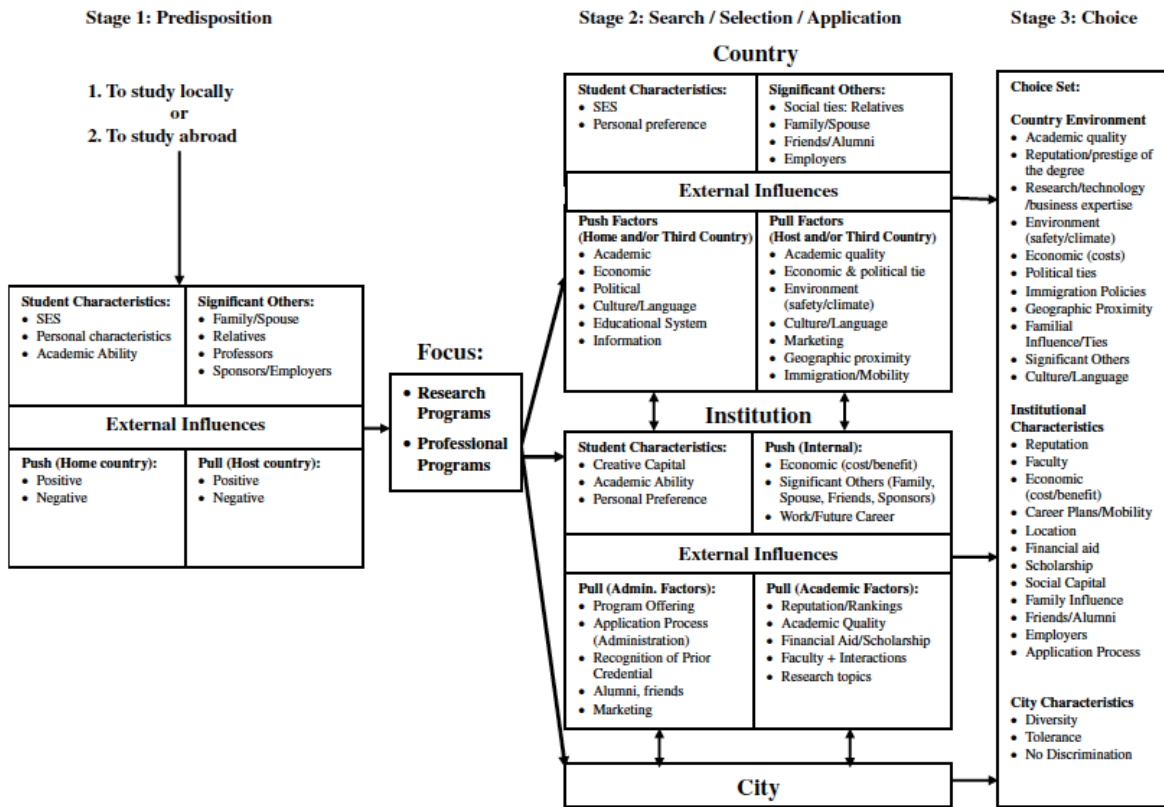 Stage 1: Predisposition
Stage 2: Search / Selection / Application
Stage 3: Choice
1. To study locally
or
2. To study abroad
Student Characteristics:
• SES
• Personal characteristics
• Academic Ability
Significant Others:
• Family/Spouse
• Relatives
• Professors
• Sponsors/Employers
External Influences
Push (Home country):
• Positive
• Negative
Pull (Host country):
• Positive
• Negative
Focus:
• Research
Programs
• Professional
Programs
Country
Student Characteristics:
• SES
• Personal preference
Significant Others:
• Social ties: Relatives
• Family/Spouse
• Friends/Alumni
• Employers
External Influences
Push Factors
(Home and/or Third Country)
• Academic
• Economic
• Political
• Culture/Language
• Educational System
• Information
Pull Factors
(Host and/or Third Country)
• Academic quality
• Economic & political tie
• Environment
(safety/climate)
• Culture/Language
• Marketing
• Geographic proximity
• Immigration/Mobility
Institution
Student Characteristics:
• Creative Capital
• Academic Ability
• Personal Preference
Push (Internal):
• Economic (cost/benefit)
• Significant Others (Family,
Spouse, Friends, Sponsors)
• Work/Future Career
External Influences
Pull (Admin. Factors):
• Program Offering
• Application Process
(Administration)
• Recognition of Prior
Credential
• Alumni, friends
• Marketing
Pull (Academic Factors):
• Reputation/Rankings
• Academic Quality
• Financial Aid/Scholarship
• Faculty + Interactions
• Research topics
City
Choice Set:
Country Environment
• Academic quality
• Reputation/prestige of
the degree
• Research/technology
/business expertise
• Environment
(safety/climate)
• Economic (costs)
• Political ties
• Immigration Policies
• Geographic Proximity
• Familial
Influence/Ties
• Significant Others
• Culture/Language
Institutional
Characteristics
• Reputation
• Faculty
• Economic
(cost/benefit)
• Career Plans/Mobility
• Location
• Financial aid
• Scholarship
• Social Capital
• Family Influence
• Friends/Alumni
• Employers
• Application Process
City Characteristics
• Diversity
• Tolerance
• No Discrimination